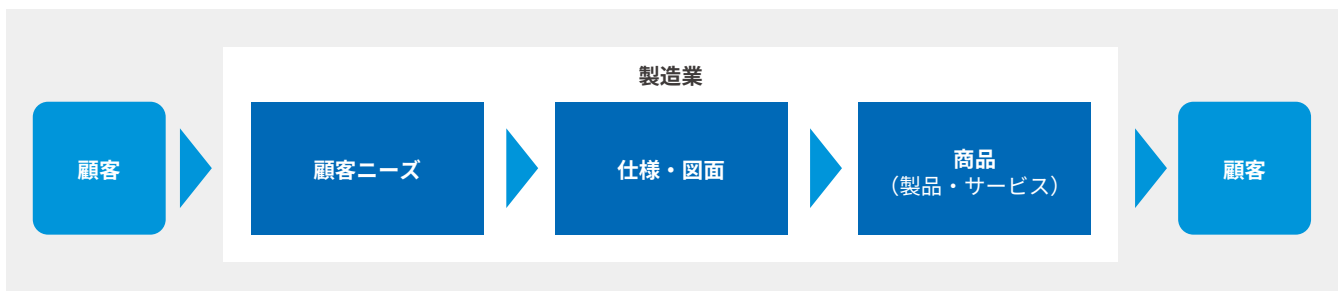 製造業
顧客
顧客ニーズ
仕様・図面
商品
（製品・サービス）
顧客